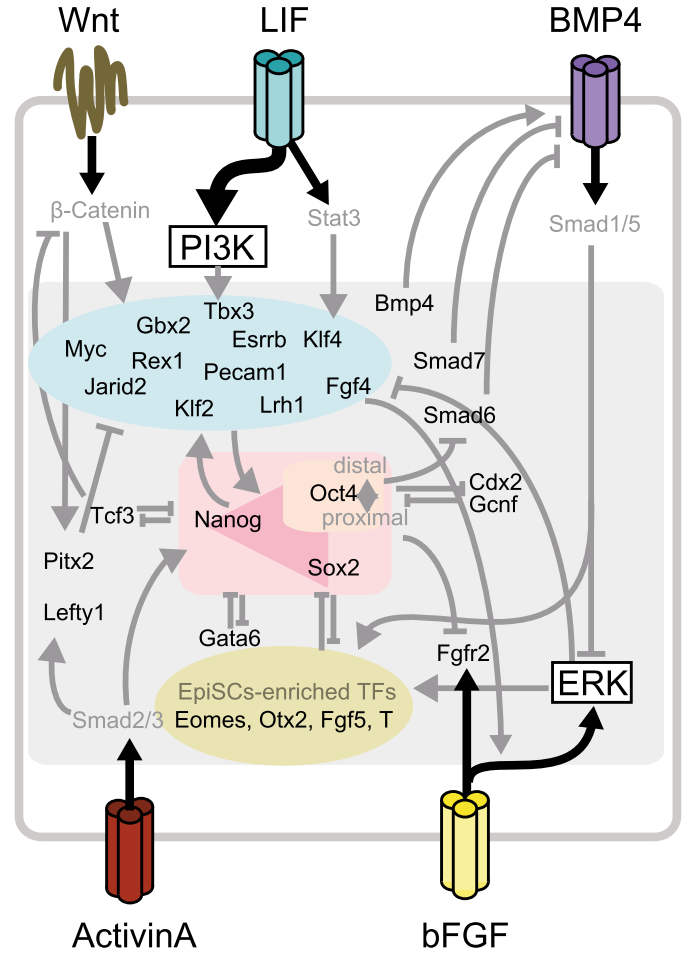 Wnt
LIF
BMP4
β-Catenin
Stat3
Smad1/5
PI3K
Bmp4
Tbx3
Gbx2
Esrrb
Klf4
Myc
Rex1
Smad7
Pecam1
Jarid2
Fgf4
Klf2
Lrh1
Smad6
distal
Oct4
Cdx2
Gcnf
Tcf3
Nanog
proximal
Pitx2
Sox2
Lefty1
Gata6
Fgfr2
EpiSCs-enriched TFs
ERK
Smad2/3
Eomes, Otx2, Fgf5, T
ActivinA
bFGF